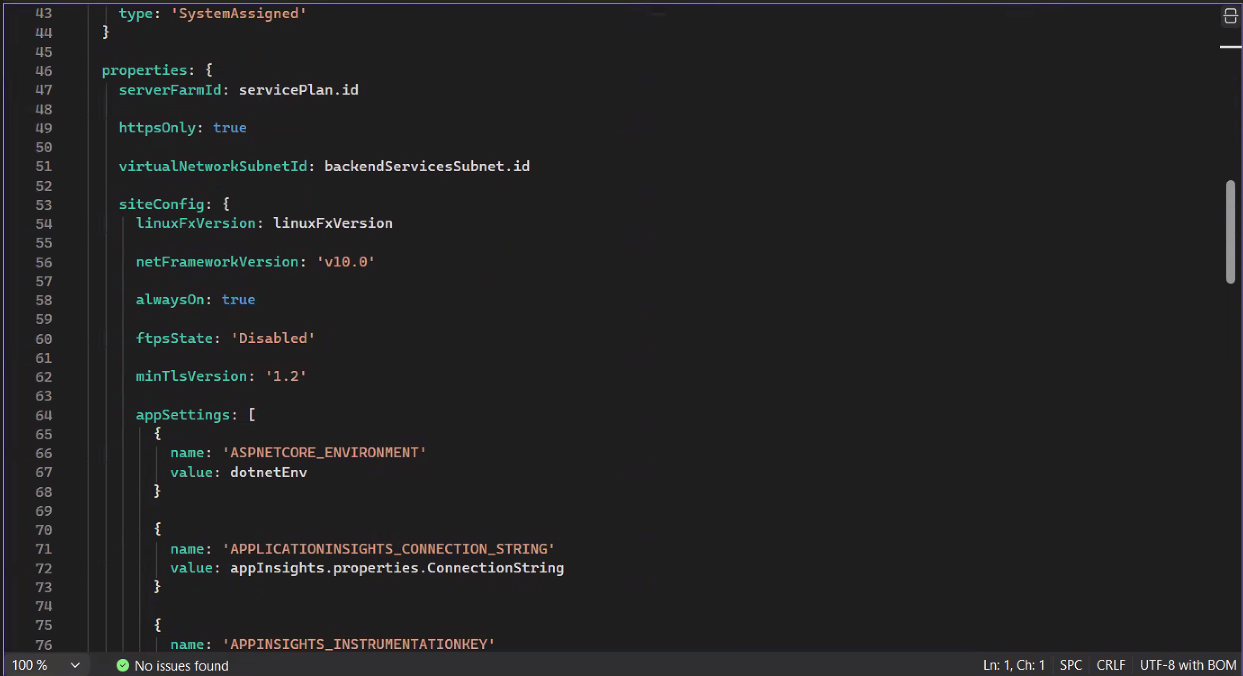 43 type: 'SystemAssigned'
44 }
45
46 properties: {
47 serverFarmId: servicePlan.id
48
49 httpsOnly: true
50
51 virtualNetworkSubnetId: backendServicesSubnet.id
52
53 siteConfig: {
54 linuxFxVersion: linuxFxVersion
55
56 netFrameworkVersion: 'v10.0'
57
58 alwaysOn: true
59
60 ftpsState: 'Disabled'
61
62 minTlsVersion: '1.2'
63
64 appSettings: [
65 {
66 name: 'ASPNETCORE_ENVIRONMENT'
67 value: dotnetEnv
68 }
69
70 {
71 name: 'APPLICATIONINSIGHTS_CONNECTION_STRING'
72 value: appInsights.properties.ConnectionString
73 }
74
75 {
76 name: 'APPINSIGHTS_INSTRUMENTATIONKEY'
100 % No issues found Ln: 1, Ch: 1 SPC CRLF UTF-8 with BOM